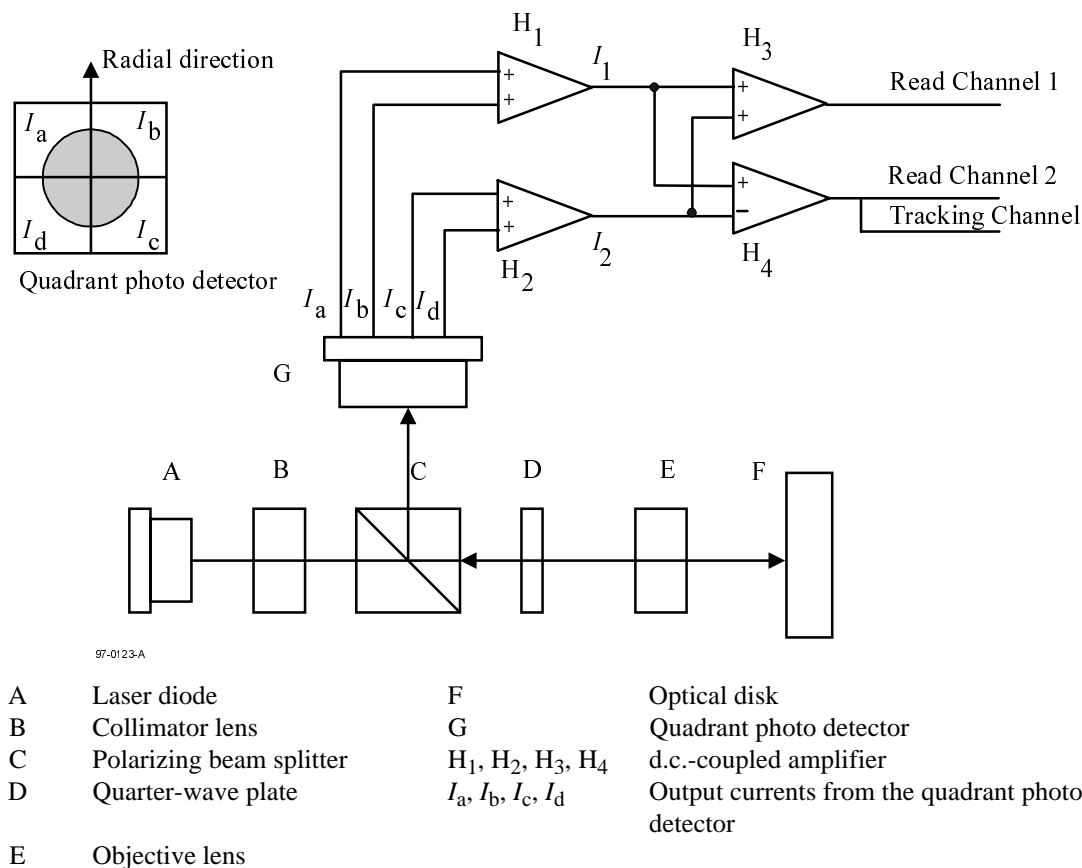 Radial direction
Ia Ib
Id Ic
Quadrant photo detector
H1
+
+
I1
H3
+
+
Read Channel 1
H2
+
+
I2
H4
+
−
Read Channel 2
Tracking Channel
Ia Ib Ic Id
G
A B C D E F
97-0123-A
A Laser diode F Optical disk
B Collimator lens G Quadrant photo detector
C Polarizing beam splitter H1, H2, H3, H4 d.c.-coupled amplifier
D Quarter-wave plate Ia, Ib, Ic, Id Output currents from the quadrant photo
detector
E Objective lens